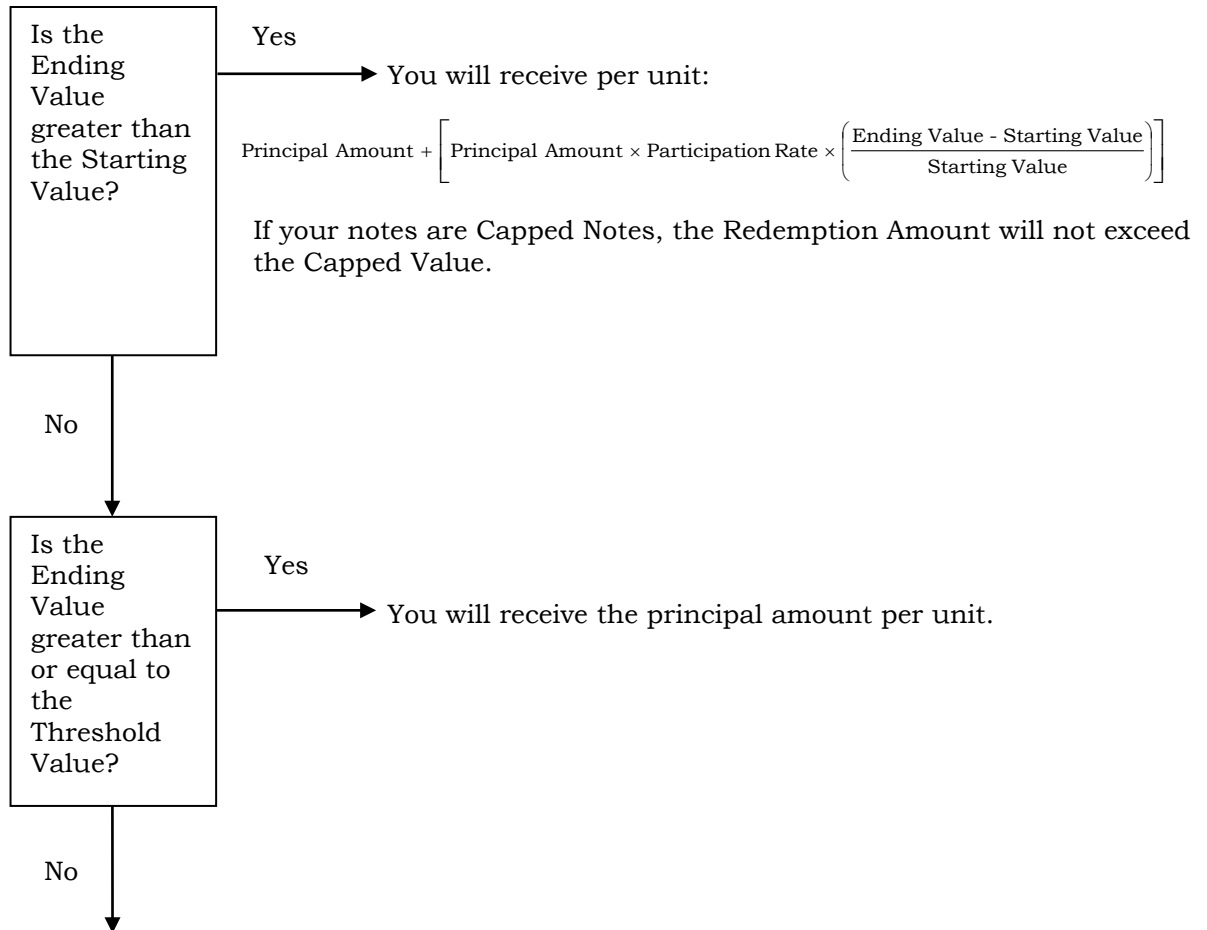 Is the
Ending
Value
greater than
the Starting
Value?
Yes
You will receive per unit:
Principal Amount + [ Principal Amount × Participation Rate × ( Ending Value - Starting Value / Starting Value ) ]
If your notes are Capped Notes, the Redemption Amount will not exceed
the Capped Value.
No
Is the
Ending
Value
greater than
or equal to
the
Threshold
Value?
Yes
You will receive the principal amount per unit.
No